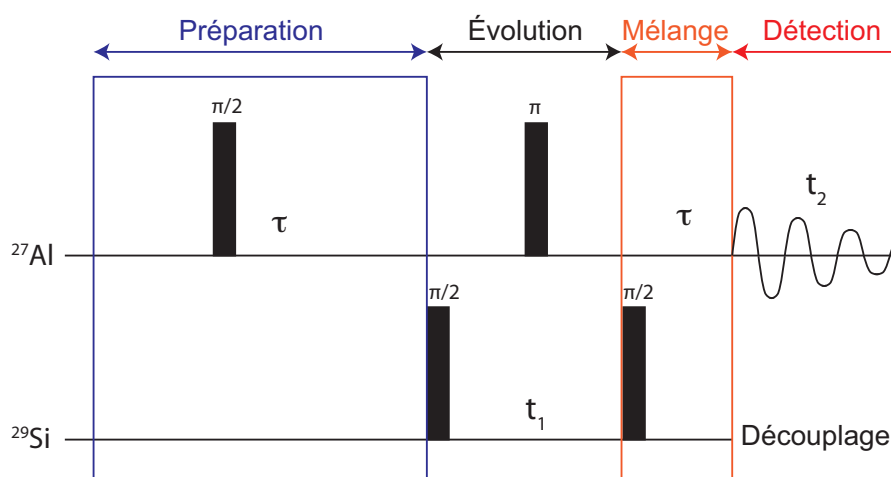 Préparation Évolution Mélange Détection
π/2 π
τ τ t₂
²⁷Al
π/2 π/2
t₁
²⁹Si Découplage